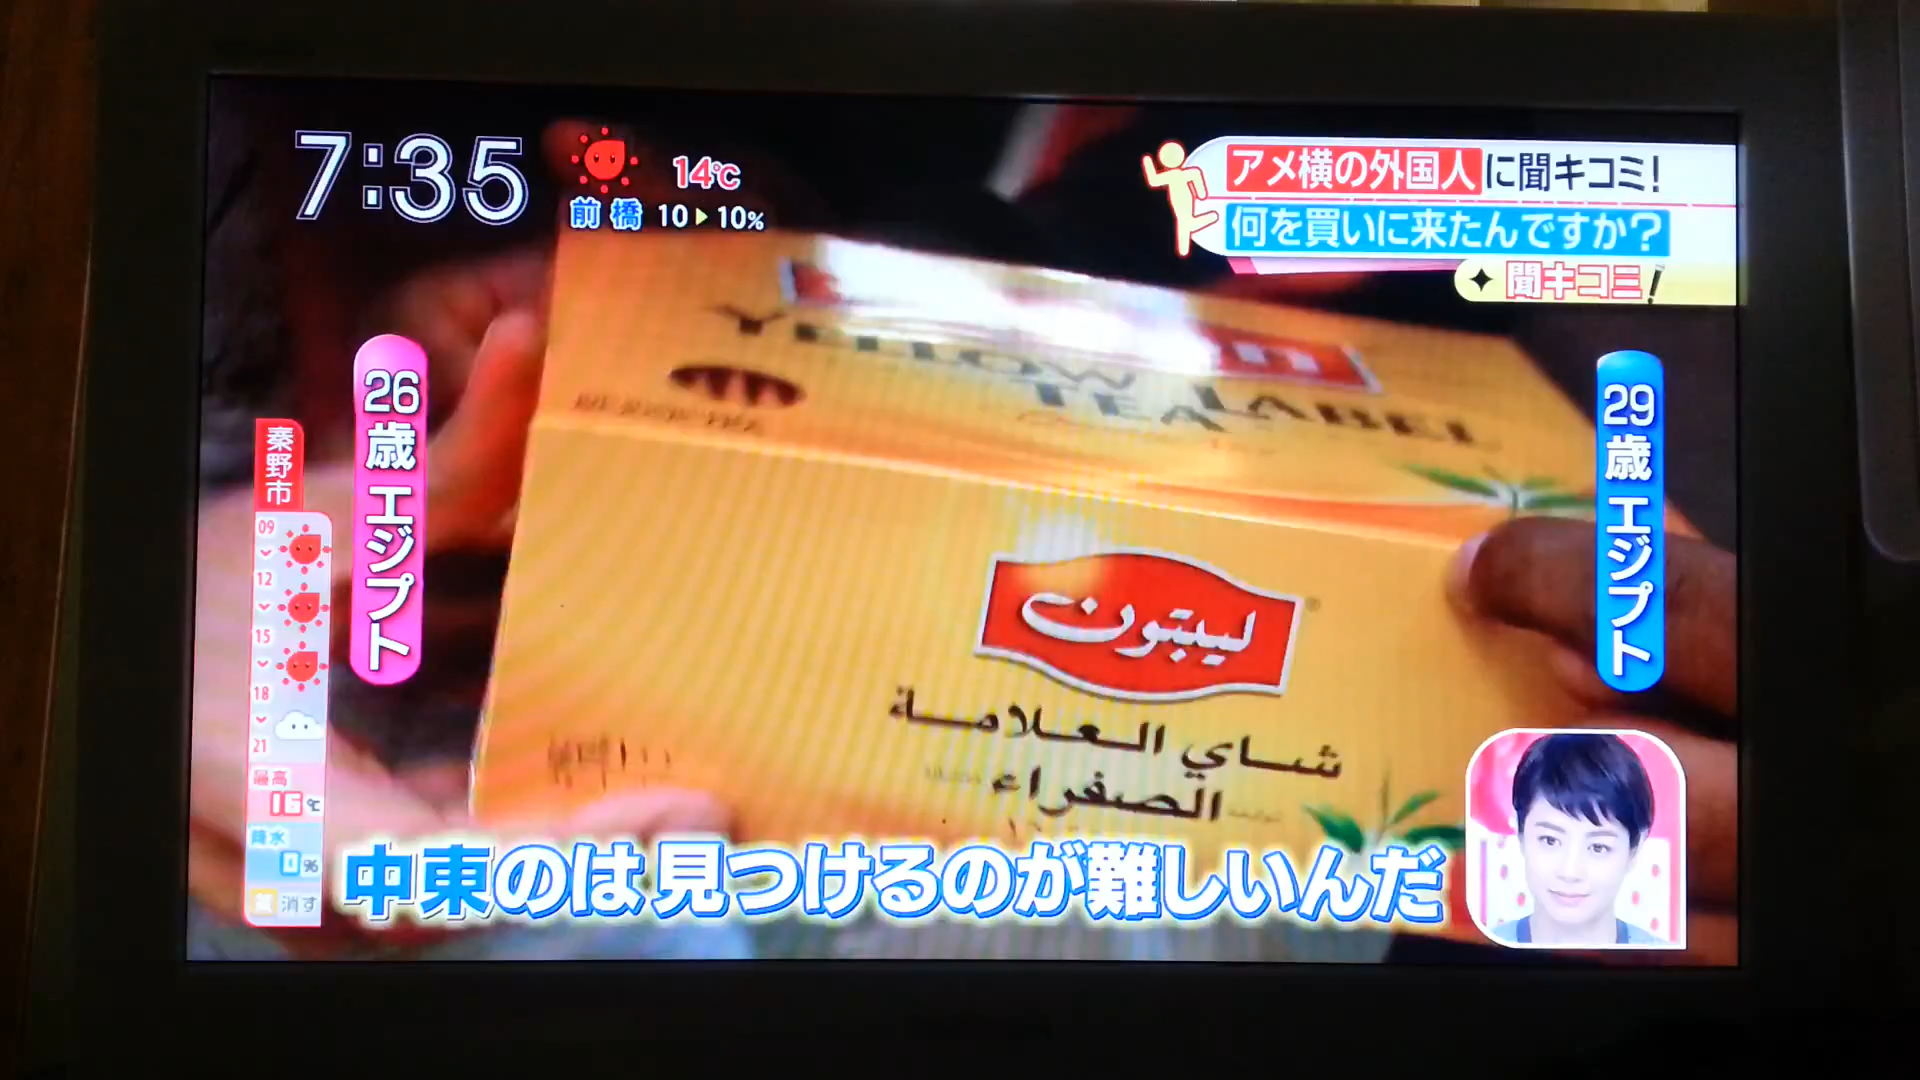 7:35
14℃
前橋 10▶10%
アメ横の外国人に聞キコミ!
何を買いに来たんですか?
聞キコミ!
26歳 エジプト
29歳 エジプト
秦野市
09
12
15
18
21
最高
16℃
降水
0%
消す
YELLOW LABEL
TEA
ليبتون
®
شاي العلامة
الصفراء
中東のは見つけるのが難しいんだ